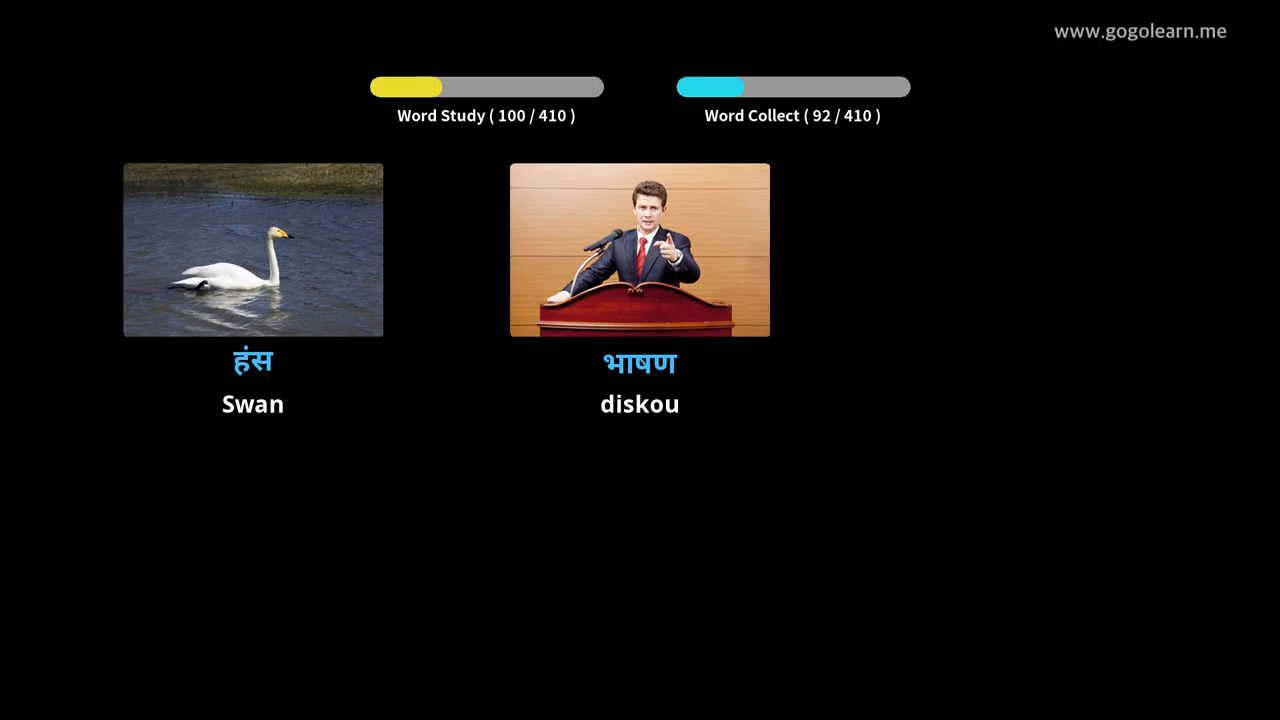 www.gogolearn.me
Word Study ( 100 / 410 )
Word Collect ( 92 / 410 )
हंस
भाषण
Swan
diskou